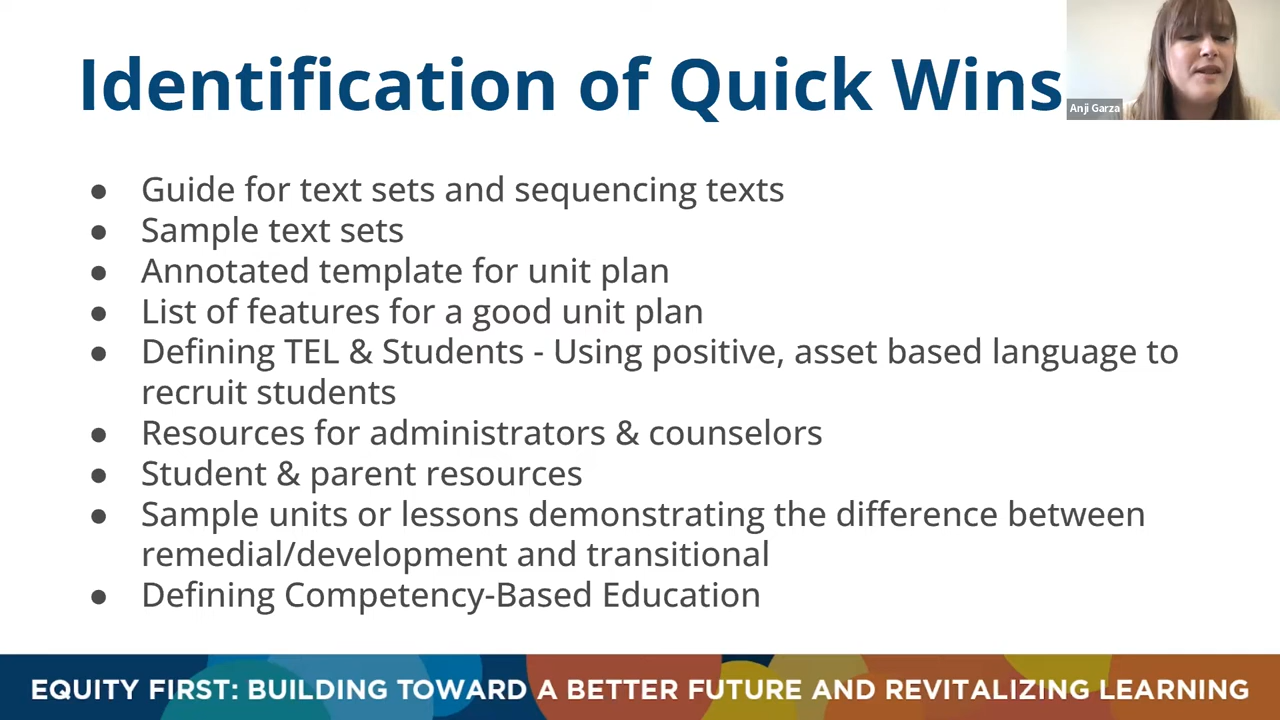 Identification of Quick Wins
Anji Garza
● Guide for text sets and sequencing texts
● Sample text sets
● Annotated template for unit plan
● List of features for a good unit plan
● Defining TEL & Students - Using positive, asset based language to
recruit students
● Resources for administrators & counselors
● Student & parent resources
● Sample units or lessons demonstrating the difference between
remedial/development and transitional
● Defining Competency-Based Education
EQUITY FIRST: BUILDING TOWARD A BETTER FUTURE AND REVITALIZING LEARNING